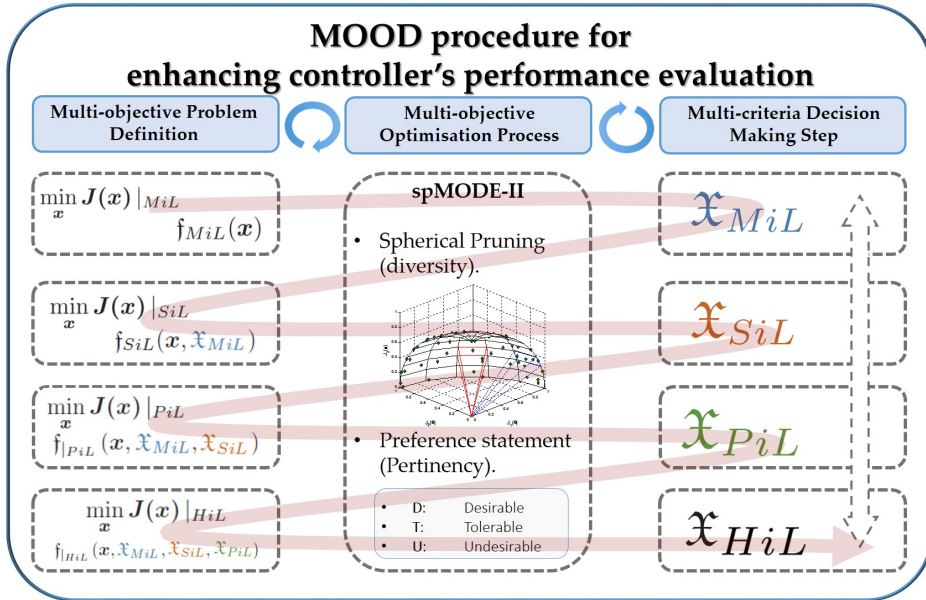 MOOD procedure for
enhancing controller's performance evaluation
Multi-objective Problem
Definition
Multi-objective
Optimisation Process
Multi-criteria Decision
Making Step
min J(x) |MiL
x
𝔣MiL(x)
min J(x) |SiL
x
𝔣SiL(x, 𝔛MiL)
min J(x) |PiL
x
𝔣|PiL (x, 𝔛MiL, 𝔛SiL)
min J(x) |HiL
x
𝔣|HiL (x, 𝔛MiL, 𝔛SiL, 𝔛PiL)
spMODE-II
• Spherical Pruning
(diversity).
• Preference statement
(Pertinency).
• D: Desirable
• T: Tolerable
• U: Undesirable
𝔛MiL
𝔛SiL
𝔛PiL
𝔛HiL